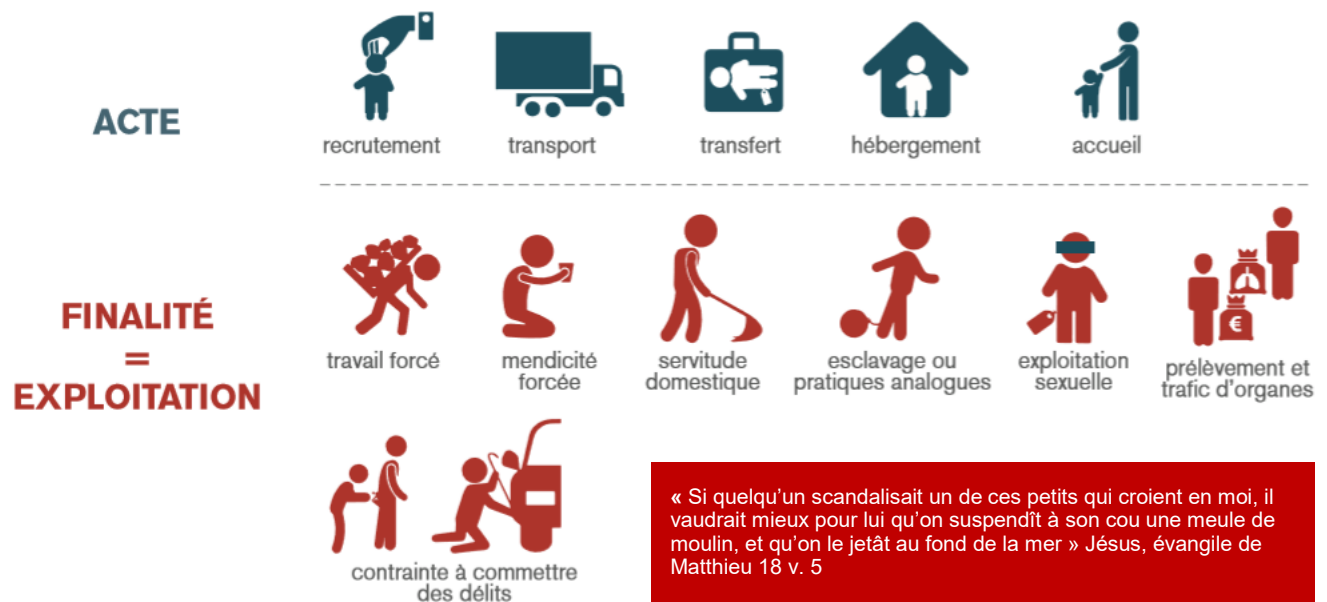 ACTE
recrutement
transport
transfert
hébergement
accueil
FINALITÉ
=
EXPLOITATION
travail forcé
mendicité
forcée
servitude
domestique
esclavage ou
pratiques analogues
exploitation
sexuelle
€
prélèvement et
trafic d'organes
contrainte à commettre
des délits
« Si quelqu'un scandalisait un de ces petits qui croient en moi, il
vaudrait mieux pour lui qu'on suspendît à son cou une meule de
moulin, et qu'on le jetât au fond de la mer » Jésus, évangile de
Matthieu 18 v. 5